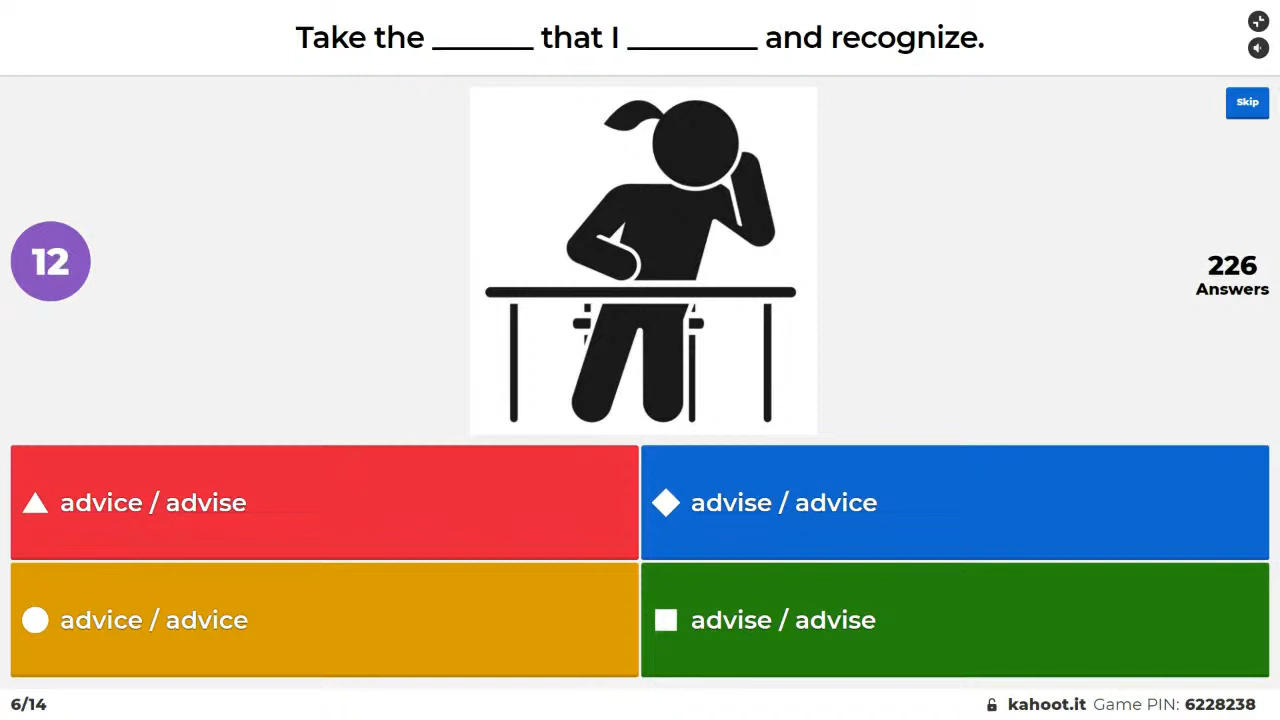 Take the _______ that I _________ and recognize.
Skip
12
226
Answers
advice / advise
advise / advice
advice / advice
advise / advise
6/14
kahoot.it Game PIN: 6228238